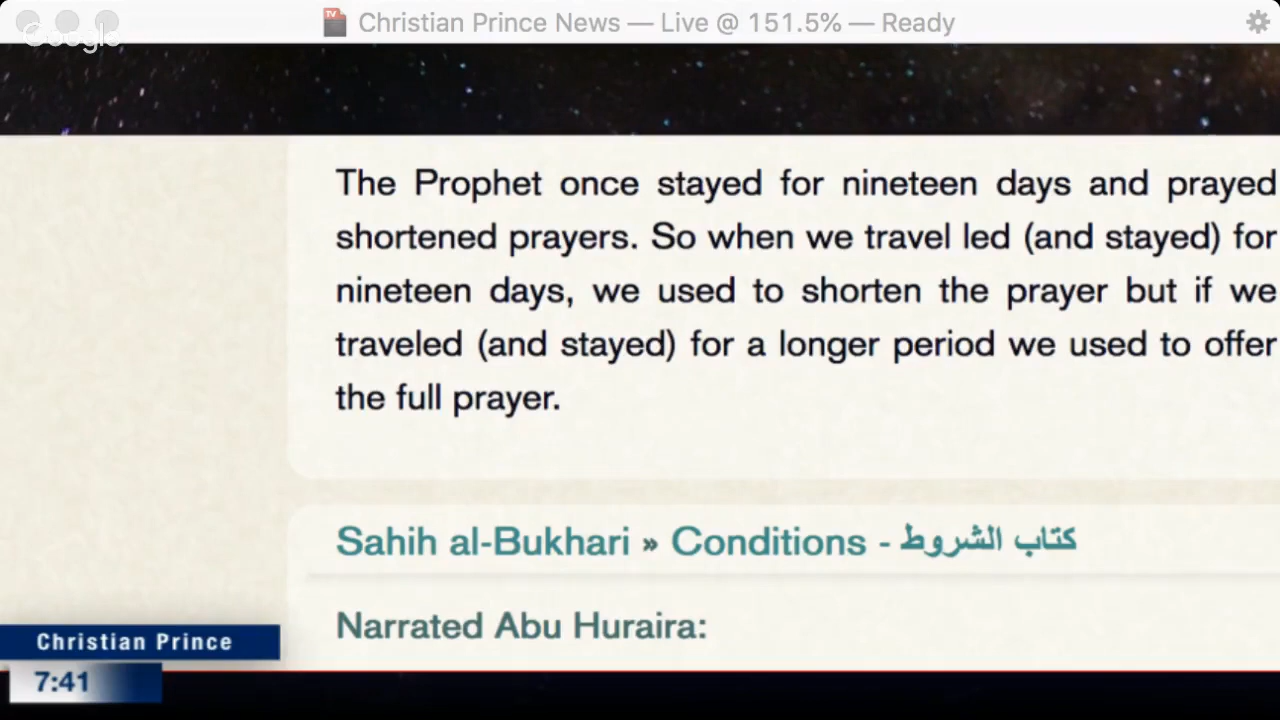 Christian Prince News — Live @ 151.5% — Ready
Google
The Prophet once stayed for nineteen days and prayed
shortened prayers. So when we travel led (and stayed) for
nineteen days, we used to shorten the prayer but if we
traveled (and stayed) for a longer period we used to offer
the full prayer.
Sahih al-Bukhari » Conditions - كتاب الشروط
Narrated Abu Huraira:
Christian Prince
7:41